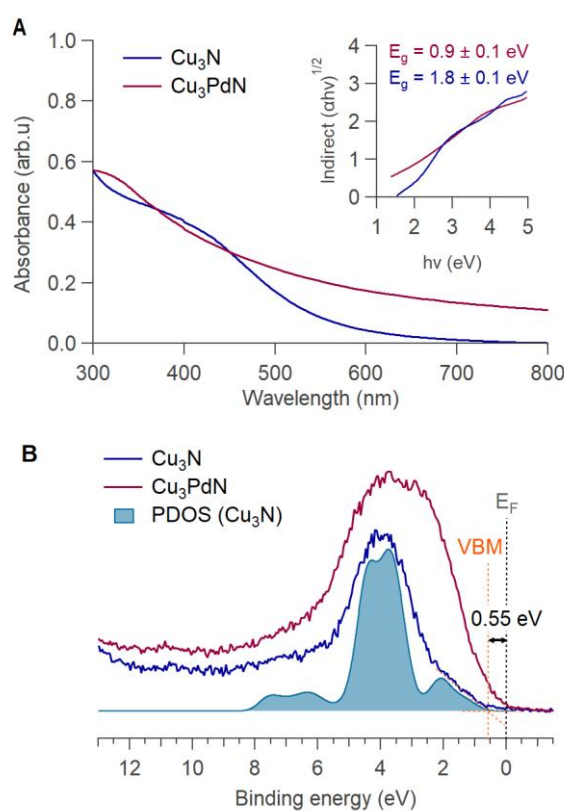 A
1.0
0.8
0.6
0.4
0.2
0.0
Absorbance (arb.u)
Cu₃N
Cu₃PdN
300
400
500
600
700
800
Wavelength (nm)
4
3
2
1
0
Indirect (αhν)^1/2
E_g = 0.9 ± 0.1 eV
E_g = 1.8 ± 0.1 eV
1
2
3
4
5
hν (eV)
B
Cu₃N
Cu₃PdN
PDOS (Cu₃N)
E_F
VBM
0.55 eV
12
10
8
6
4
2
0
Binding energy (eV)